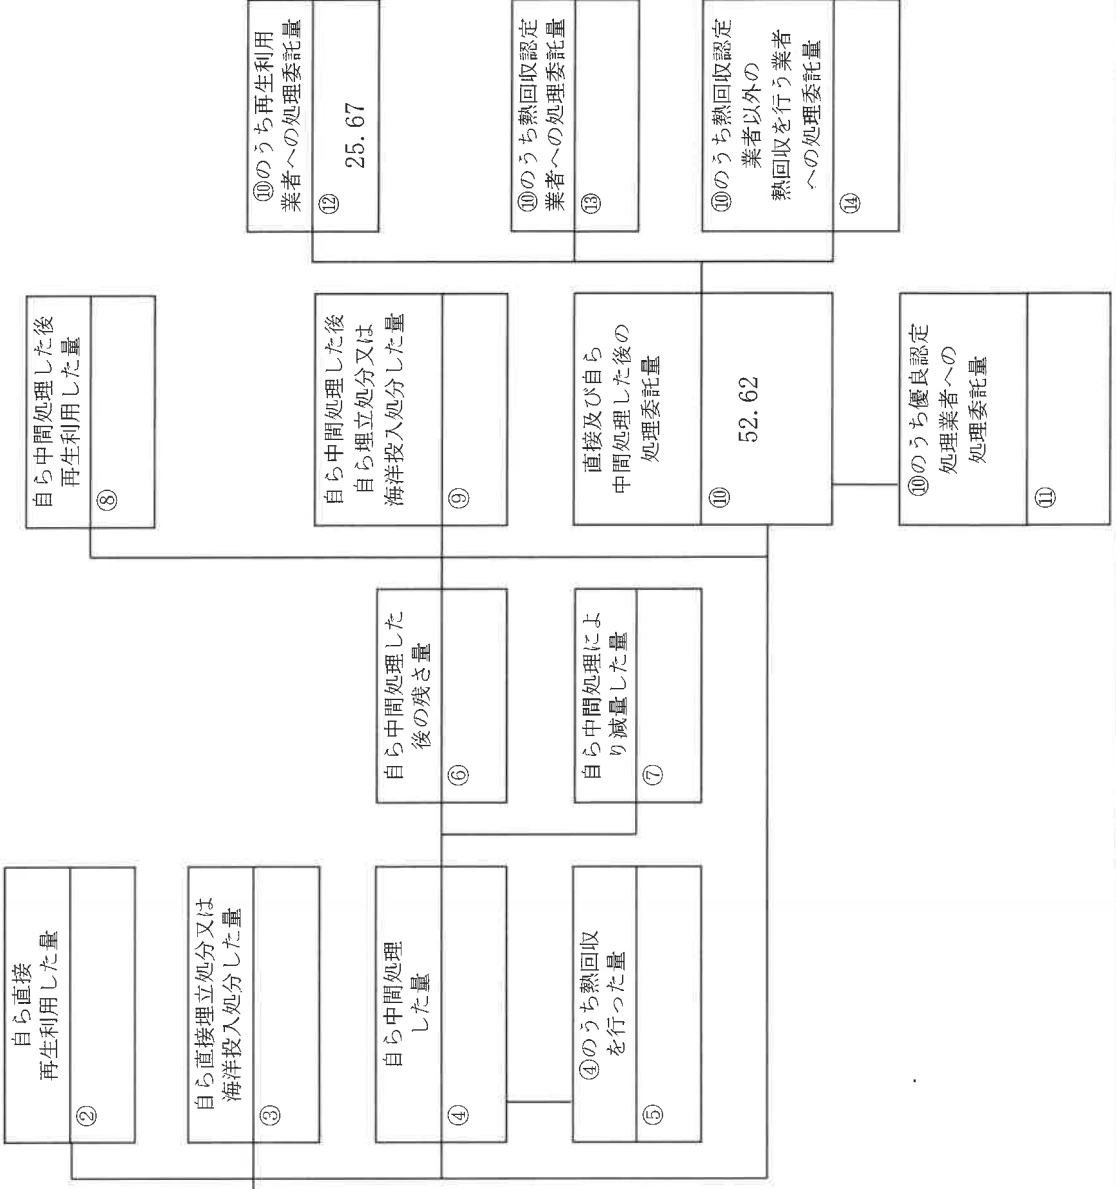 自ら直接
再生利用した量
②
自ら直接埋立処分又は
海洋投入処分した量
③
自ら中間処理
した量
④
④のうち熱回収
を行った量
⑤
自ら中間処理した
後の残さ量
⑥
自ら中間処理によ
り減量した量
⑦
自ら中間処理した後
再生利用した量
⑧
自ら中間処理した後
自ら埋立処分又は
海洋投入処分した量
⑨
直接及び自ら
中間処理した後の
処理委託量
⑩
52.62
⑩のうち優良認定
処理業者への
処理委託量
⑪
⑩のうち再生利用
業者への処理委託量
⑫
25.67
⑩のうち熱回収認定
業者への処理委託量
⑬
⑩のうち熱回収認定
業者以外の
熱回収を行う業者
への処理委託量
⑭